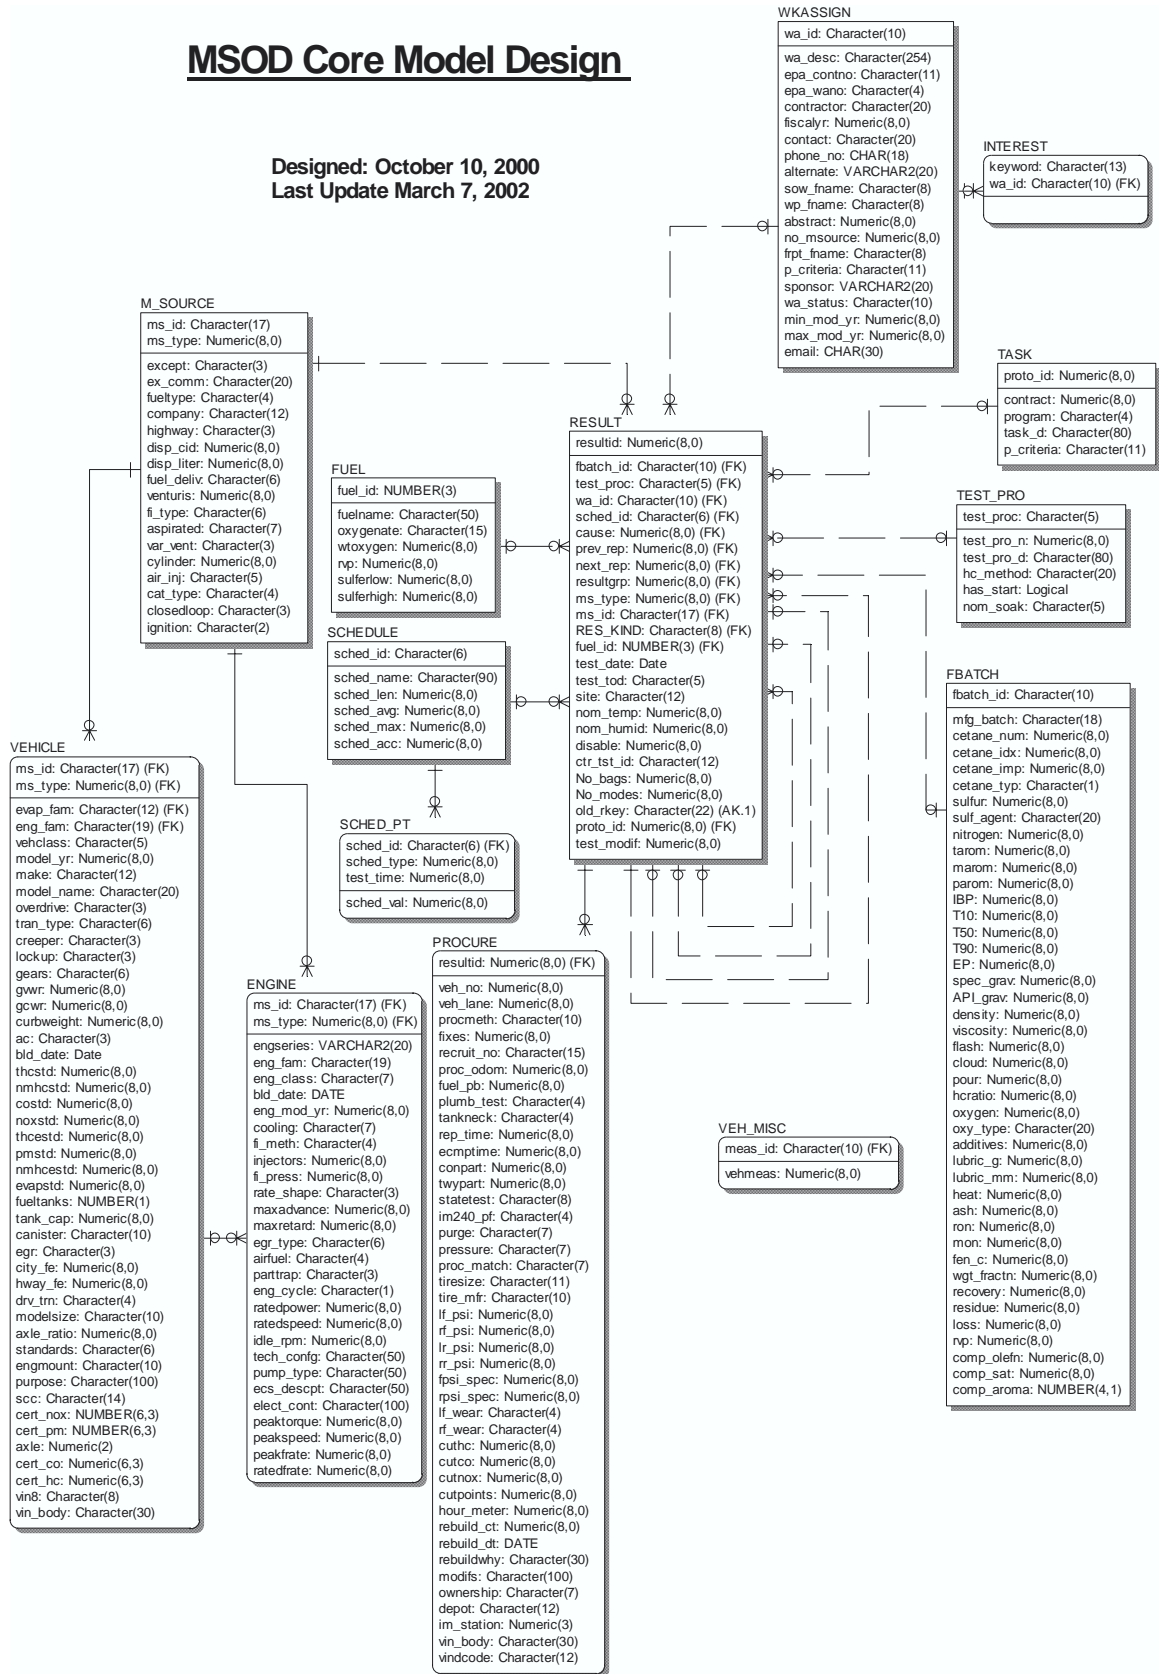 MSOD Core Model Design
Designed: October 10, 2000
Last Update March 7, 2002
WKASSIGN
wa_id: Character(10)
wa_desc: Character(254)
epa_contno: Character(11)
epa_wano: Character(4)
contractor: Character(20)
fiscalyr: Numeric(8,0)
contact: Character(20)
phone_no: CHAR(18)
alternate: VARCHAR2(20)
sow_fname: Character(8)
wp_fname: Character(8)
abstract: Numeric(8,0)
no_msource: Numeric(8,0)
frpt_fname: Character(8)
p_criteria: Character(11)
sponsor: VARCHAR2(20)
wa_status: Character(10)
min_mod_yr: Numeric(8,0)
max_mod_yr: Numeric(8,0)
email: CHAR(30)
INTEREST
keyword: Character(13)
wa_id: Character(10) (FK)
M_SOURCE
ms_id: Character(17)
ms_type: Numeric(8,0)
except: Character(3)
ex_comm: Character(20)
fueltype: Character(4)
company: Character(12)
highway: Character(3)
disp_cid: Numeric(8,0)
disp_liter: Numeric(8,0)
fuel_deliv: Character(6)
venturis: Numeric(8,0)
fi_type: Character(6)
aspirated: Character(7)
var_vent: Character(3)
cylinder: Numeric(8,0)
air_inj: Character(5)
cat_type: Character(4)
closedloop: Character(3)
ignition: Character(2)
TASK
proto_id: Numeric(8,0)
contract: Numeric(8,0)
program: Character(4)
task_d: Character(80)
p_criteria: Character(11)
RESULT
resultid: Numeric(8,0)
fbatch_id: Character(10) (FK)
test_proc: Character(5) (FK)
wa_id: Character(10) (FK)
sched_id: Character(6) (FK)
cause: Numeric(8,0) (FK)
prev_rep: Numeric(8,0) (FK)
next_rep: Numeric(8,0) (FK)
resultgrp: Numeric(8,0) (FK)
ms_type: Numeric(8,0) (FK)
ms_id: Character(17) (FK)
RES_KIND: Character(8) (FK)
fuel_id: NUMBER(3) (FK)
test_date: Date
test_tod: Character(5)
site: Character(12)
nom_temp: Numeric(8,0)
nom_humid: Numeric(8,0)
disable: Numeric(8,0)
ctr_tst_id: Character(12)
No_bags: Numeric(8,0)
No_modes: Numeric(8,0)
old_rkey: Character(22) (AK.1)
proto_id: Numeric(8,0) (FK)
test_modif: Numeric(8,0)
FUEL
fuel_id: NUMBER(3)
fuelname: Character(50)
oxygenate: Character(15)
wtoxygen: Numeric(8,0)
rvp: Numeric(8,0)
sulferlow: Numeric(8,0)
sulferhigh: Numeric(8,0)
TEST_PRO
test_proc: Character(5)
test_pro_n: Numeric(8,0)
test_pro_d: Character(80)
hc_method: Character(20)
has_start: Logical
nom_soak: Character(5)
SCHEDULE
sched_id: Character(6)
sched_name: Character(90)
sched_len: Numeric(8,0)
sched_avg: Numeric(8,0)
sched_max: Numeric(8,0)
sched_acc: Numeric(8,0)
FBATCH
fbatch_id: Character(10)
mfg_batch: Character(18)
cetane_num: Numeric(8,0)
cetane_idx: Numeric(8,0)
cetane_imp: Numeric(8,0)
cetane_typ: Character(1)
sulfur: Numeric(8,0)
sulf_agent: Character(20)
nitrogen: Numeric(8,0)
tarom: Numeric(8,0)
marom: Numeric(8,0)
parom: Numeric(8,0)
IBP: Numeric(8,0)
T10: Numeric(8,0)
T50: Numeric(8,0)
T90: Numeric(8,0)
EP: Numeric(8,0)
spec_grav: Numeric(8,0)
API_grav: Numeric(8,0)
density: Numeric(8,0)
viscosity: Numeric(8,0)
flash: Numeric(8,0)
cloud: Numeric(8,0)
pour: Numeric(8,0)
hcratio: Numeric(8,0)
oxygen: Numeric(8,0)
oxy_type: Character(20)
additives: Numeric(8,0)
lubric_g: Numeric(8,0)
lubric_mm: Numeric(8,0)
heat: Numeric(8,0)
ash: Numeric(8,0)
ron: Numeric(8,0)
mon: Numeric(8,0)
fen_c: Numeric(8,0)
wgt_fractn: Numeric(8,0)
recovery: Numeric(8,0)
residue: Numeric(8,0)
loss: Numeric(8,0)
rvp: Numeric(8,0)
comp_olefn: Numeric(8,0)
comp_sat: Numeric(8,0)
comp_aroma: NUMBER(4,1)
VEHICLE
ms_id: Character(17) (FK)
ms_type: Numeric(8,0) (FK)
evap_fam: Character(12) (FK)
eng_fam: Character(19) (FK)
vehclass: Character(5)
model_yr: Numeric(8,0)
make: Character(12)
model_name: Character(20)
overdrive: Character(3)
tran_type: Character(6)
creeper: Character(3)
lockup: Character(3)
gears: Character(6)
gvwr: Numeric(8,0)
gcwr: Numeric(8,0)
curbweight: Numeric(8,0)
ac: Character(3)
bld_date: Date
thcstd: Numeric(8,0)
nmhcstd: Numeric(8,0)
costd: Numeric(8,0)
noxstd: Numeric(8,0)
thcestd: Numeric(8,0)
pmstd: Numeric(8,0)
nmhcestd: Numeric(8,0)
evapstd: Numeric(8,0)
fueltanks: NUMBER(1)
tank_cap: Numeric(8,0)
canister: Character(10)
egr: Character(3)
city_fe: Numeric(8,0)
hway_fe: Numeric(8,0)
drv_trn: Character(4)
modelsize: Character(10)
axle_ratio: Numeric(8,0)
standards: Character(6)
engmount: Character(10)
purpose: Character(100)
scc: Character(14)
cert_nox: NUMBER(6,3)
cert_pm: NUMBER(6,3)
axle: Numeric(2)
cert_co: Numeric(6,3)
cert_hc: Numeric(6,3)
vin8: Character(8)
vin_body: Character(30)
SCHED_PT
sched_id: Character(6) (FK)
sched_type: Numeric(8,0)
test_time: Numeric(8,0)
sched_val: Numeric(8,0)
PROCURE
resultid: Numeric(8,0) (FK)
veh_no: Numeric(8,0)
veh_lane: Numeric(8,0)
procmeth: Character(10)
fixes: Numeric(8,0)
recruit_no: Character(15)
proc_odom: Numeric(8,0)
fuel_pb: Numeric(8,0)
plumb_test: Character(4)
tankneck: Character(4)
rep_time: Numeric(8,0)
ecmptime: Numeric(8,0)
conpart: Numeric(8,0)
twypart: Numeric(8,0)
statetest: Character(8)
im240_pf: Character(4)
purge: Character(7)
pressure: Character(7)
proc_match: Character(7)
tiresize: Character(11)
tire_mfr: Character(10)
lf_psi: Numeric(8,0)
rf_psi: Numeric(8,0)
lr_psi: Numeric(8,0)
rr_psi: Numeric(8,0)
fpsi_spec: Numeric(8,0)
rpsi_spec: Numeric(8,0)
lf_wear: Character(4)
rf_wear: Character(4)
cuthc: Numeric(8,0)
cutco: Numeric(8,0)
cutnox: Numeric(8,0)
cutpoints: Numeric(8,0)
hour_meter: Numeric(8,0)
rebuild_ct: Numeric(8,0)
rebuild_dt: DATE
rebuildwhy: Character(30)
modifs: Character(100)
ownership: Character(7)
depot: Character(12)
im_station: Numeric(3)
vin_body: Character(30)
vindcode: Character(12)
ENGINE
ms_id: Character(17) (FK)
ms_type: Numeric(8,0) (FK)
engseries: VARCHAR2(20)
eng_fam: Character(19)
eng_class: Character(7)
bld_date: DATE
eng_mod_yr: Numeric(8,0)
cooling: Character(7)
fi_meth: Character(4)
injectors: Numeric(8,0)
fi_press: Numeric(8,0)
rate_shape: Character(3)
maxadvance: Numeric(8,0)
maxretard: Numeric(8,0)
egr_type: Character(6)
airfuel: Character(4)
parttrap: Character(3)
eng_cycle: Character(1)
ratedpower: Numeric(8,0)
ratedspeed: Numeric(8,0)
idle_rpm: Numeric(8,0)
tech_confg: Character(50)
pump_type: Character(50)
ecs_descpt: Character(50)
elect_cont: Character(100)
peaktorque: Numeric(8,0)
peakspeed: Numeric(8,0)
peakfrate: Numeric(8,0)
ratedfrate: Numeric(8,0)
VEH_MISC
meas_id: Character(10) (FK)
vehmeas: Numeric(8,0)